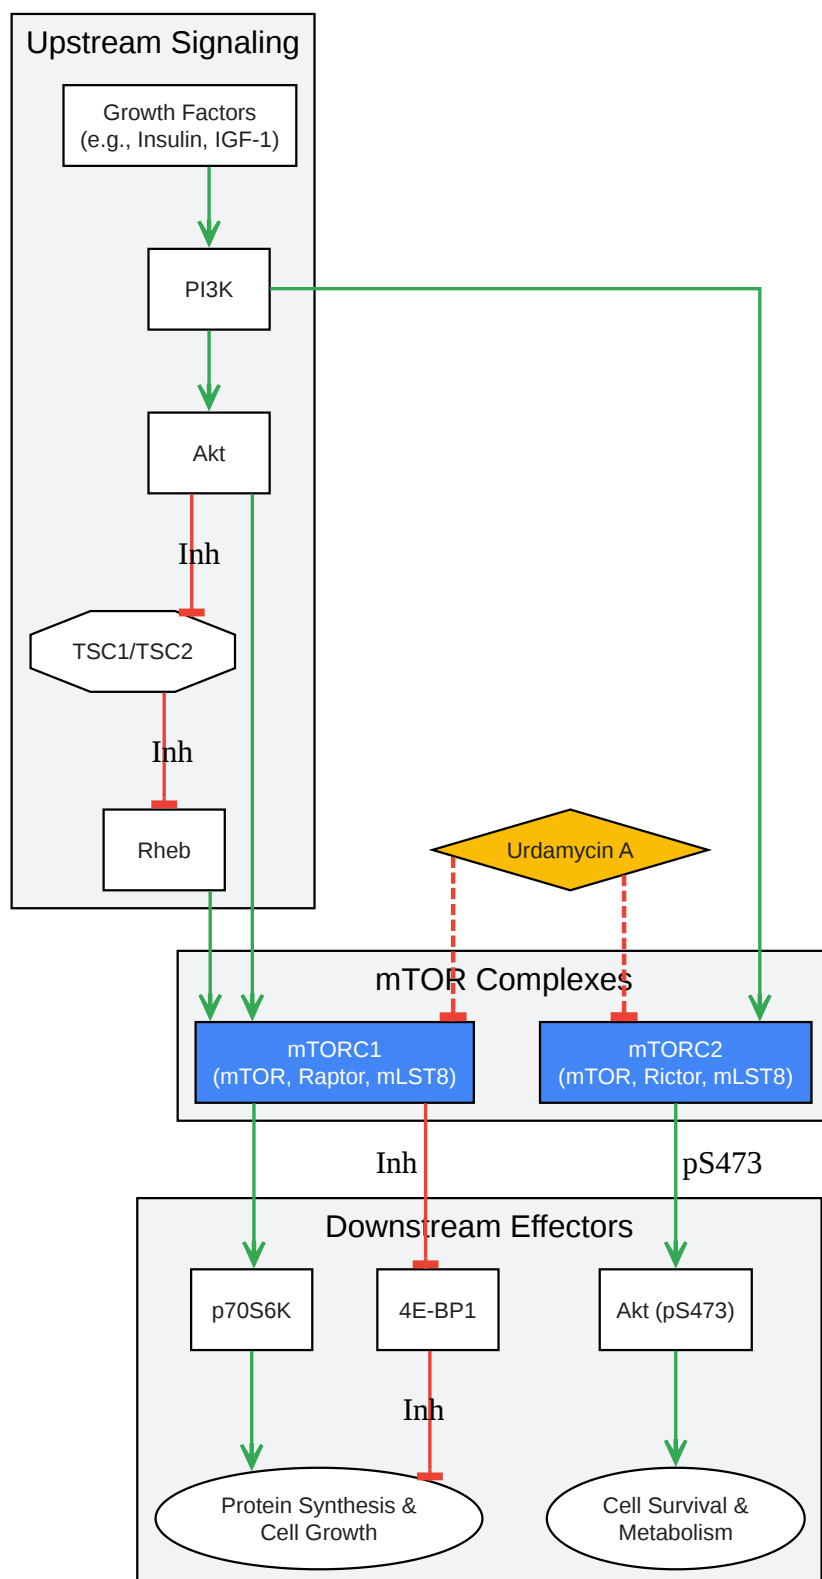 Upstream Signaling
Growth Factors
(e.g., Insulin, IGF-1)
PI3K
Akt
Inh
TSC1/TSC2
Inh
Rheb
Urdamycin A
mTOR Complexes
mTORC1
(mTOR, Raptor, mLST8)
mTORC2
(mTOR, Rictor, mLST8)
Inh
pS473
Downstream Effectors
p70S6K
4E-BP1
Akt (pS473)
Inh
Protein Synthesis &
Cell Growth
Cell Survival &
Metabolism